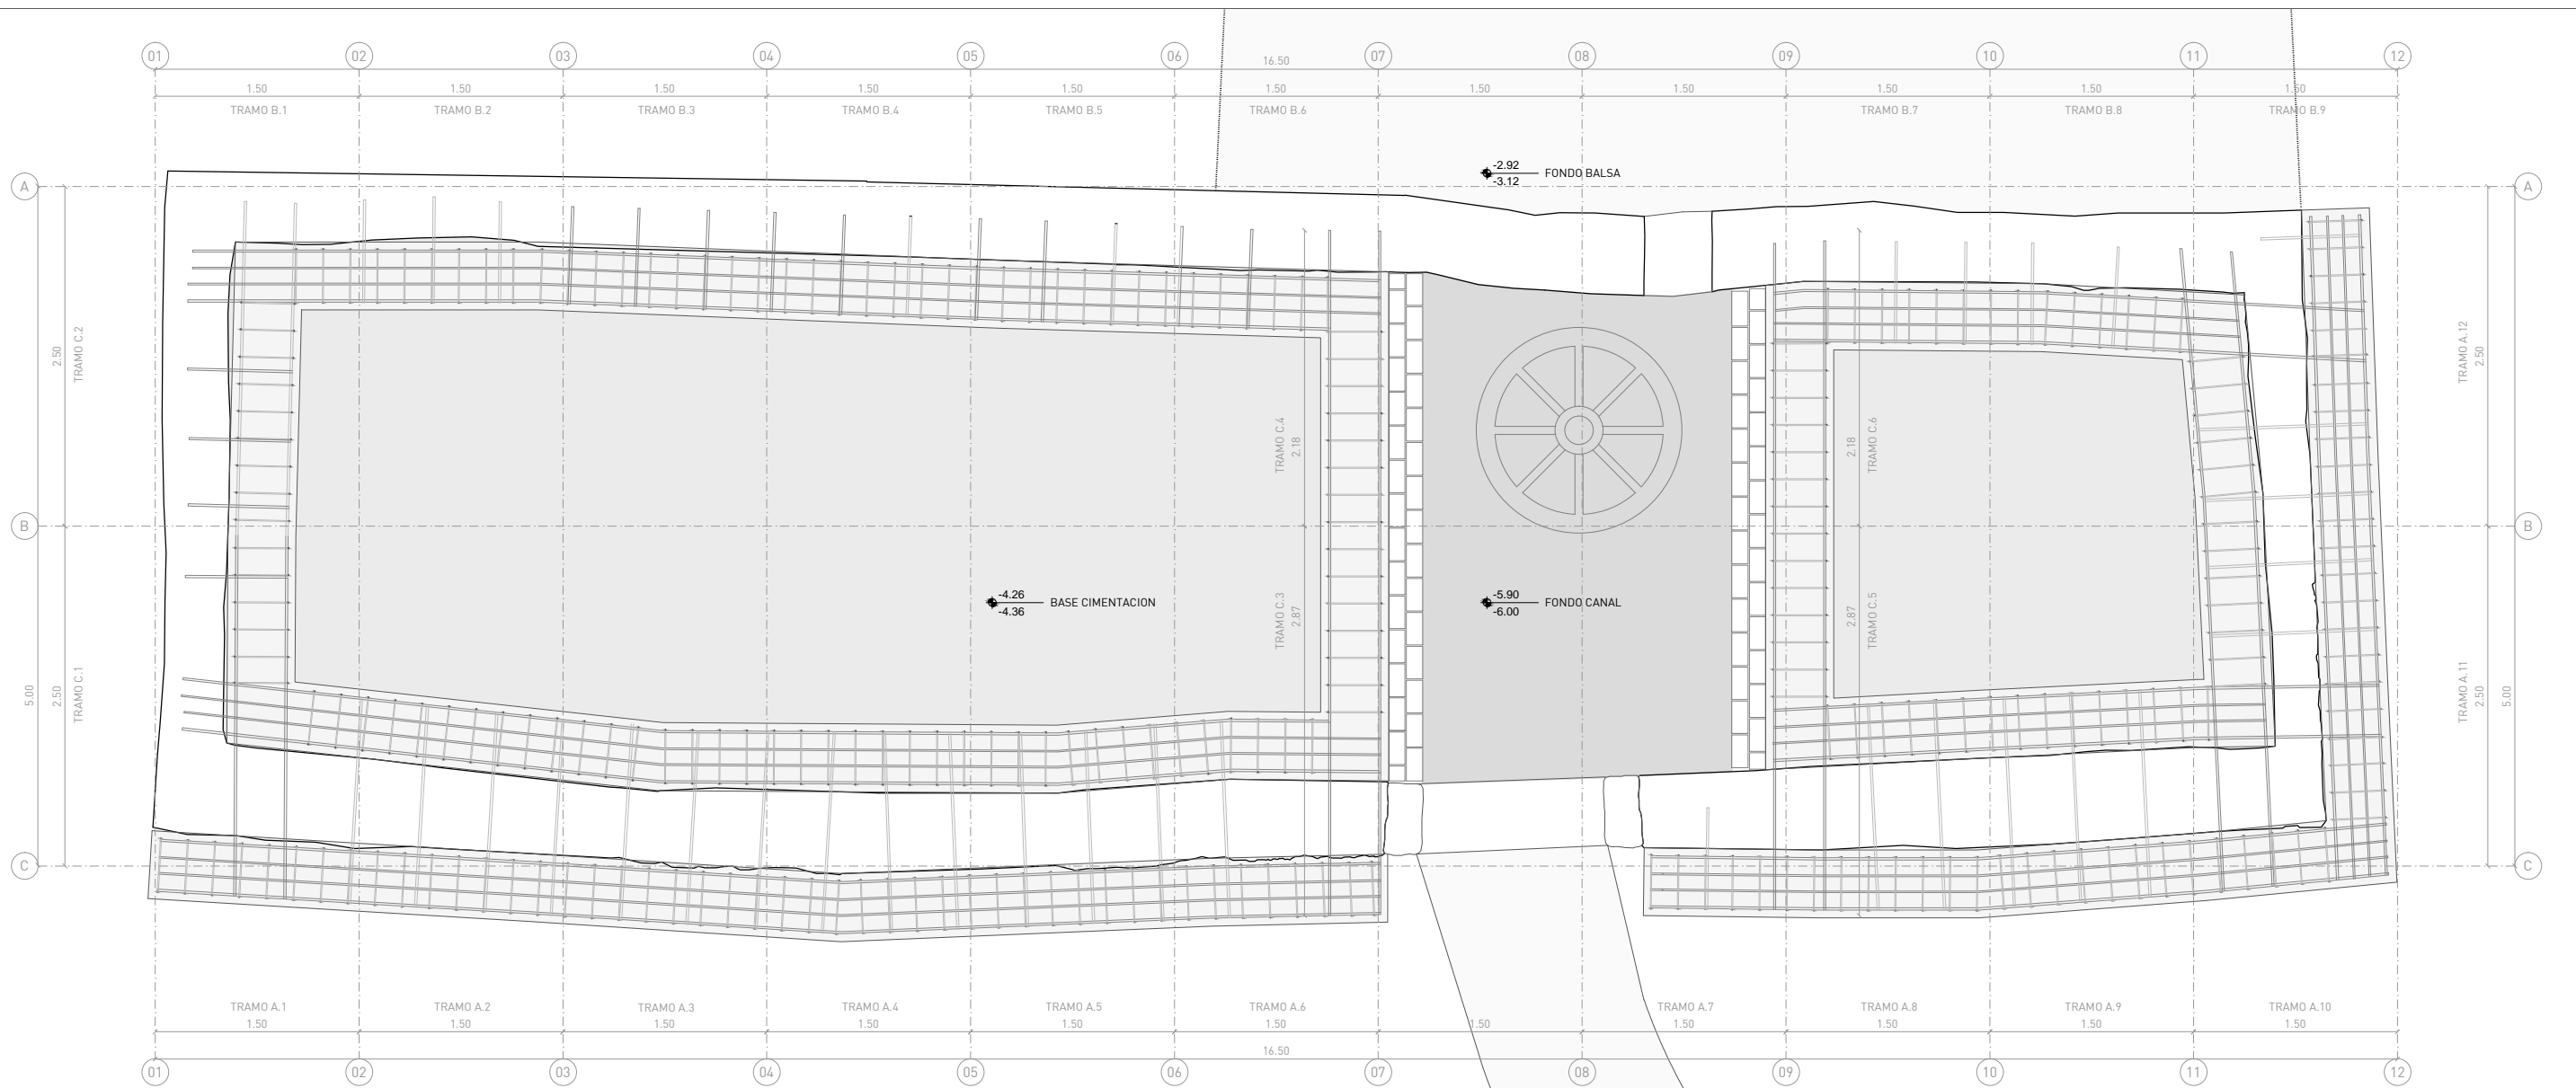 01 02 03 04 05 06 07 08 09 10 11 12
16.50
1.50 1.50 1.50 1.50 1.50 1.50 1.50 1.50 1.50 1.50 1.50
TRAMO B.1 TRAMO B.2 TRAMO B.3 TRAMO B.4 TRAMO B.5 TRAMO B.6 TRAMO B.7 TRAMO B.8 TRAMO B.9
-2.92
FONDO BALSA
-3.12
A A
2.50 TRAMO C.2
TRAMO A.12 2.50
TRAMO C.4 2.18
2.18 TRAMO C.6
B B
-4.26
BASE CIMENTACION
-4.36
TRAMO C.3 2.87
-5.90
FONDO CANAL
-6.00
2.87 TRAMO C.5
5.00 2.50 TRAMO C.1
TRAMO A.11 2.50 5.00
C C
TRAMO A.1 TRAMO A.2 TRAMO A.3 TRAMO A.4 TRAMO A.5 TRAMO A.6 TRAMO A.7 TRAMO A.8 TRAMO A.9 TRAMO A.10
1.50 1.50 1.50 1.50 1.50 1.50 1.50 1.50 1.50 1.50 1.50
16.50
01 02 03 04 05 06 07 08 09 10 11 12